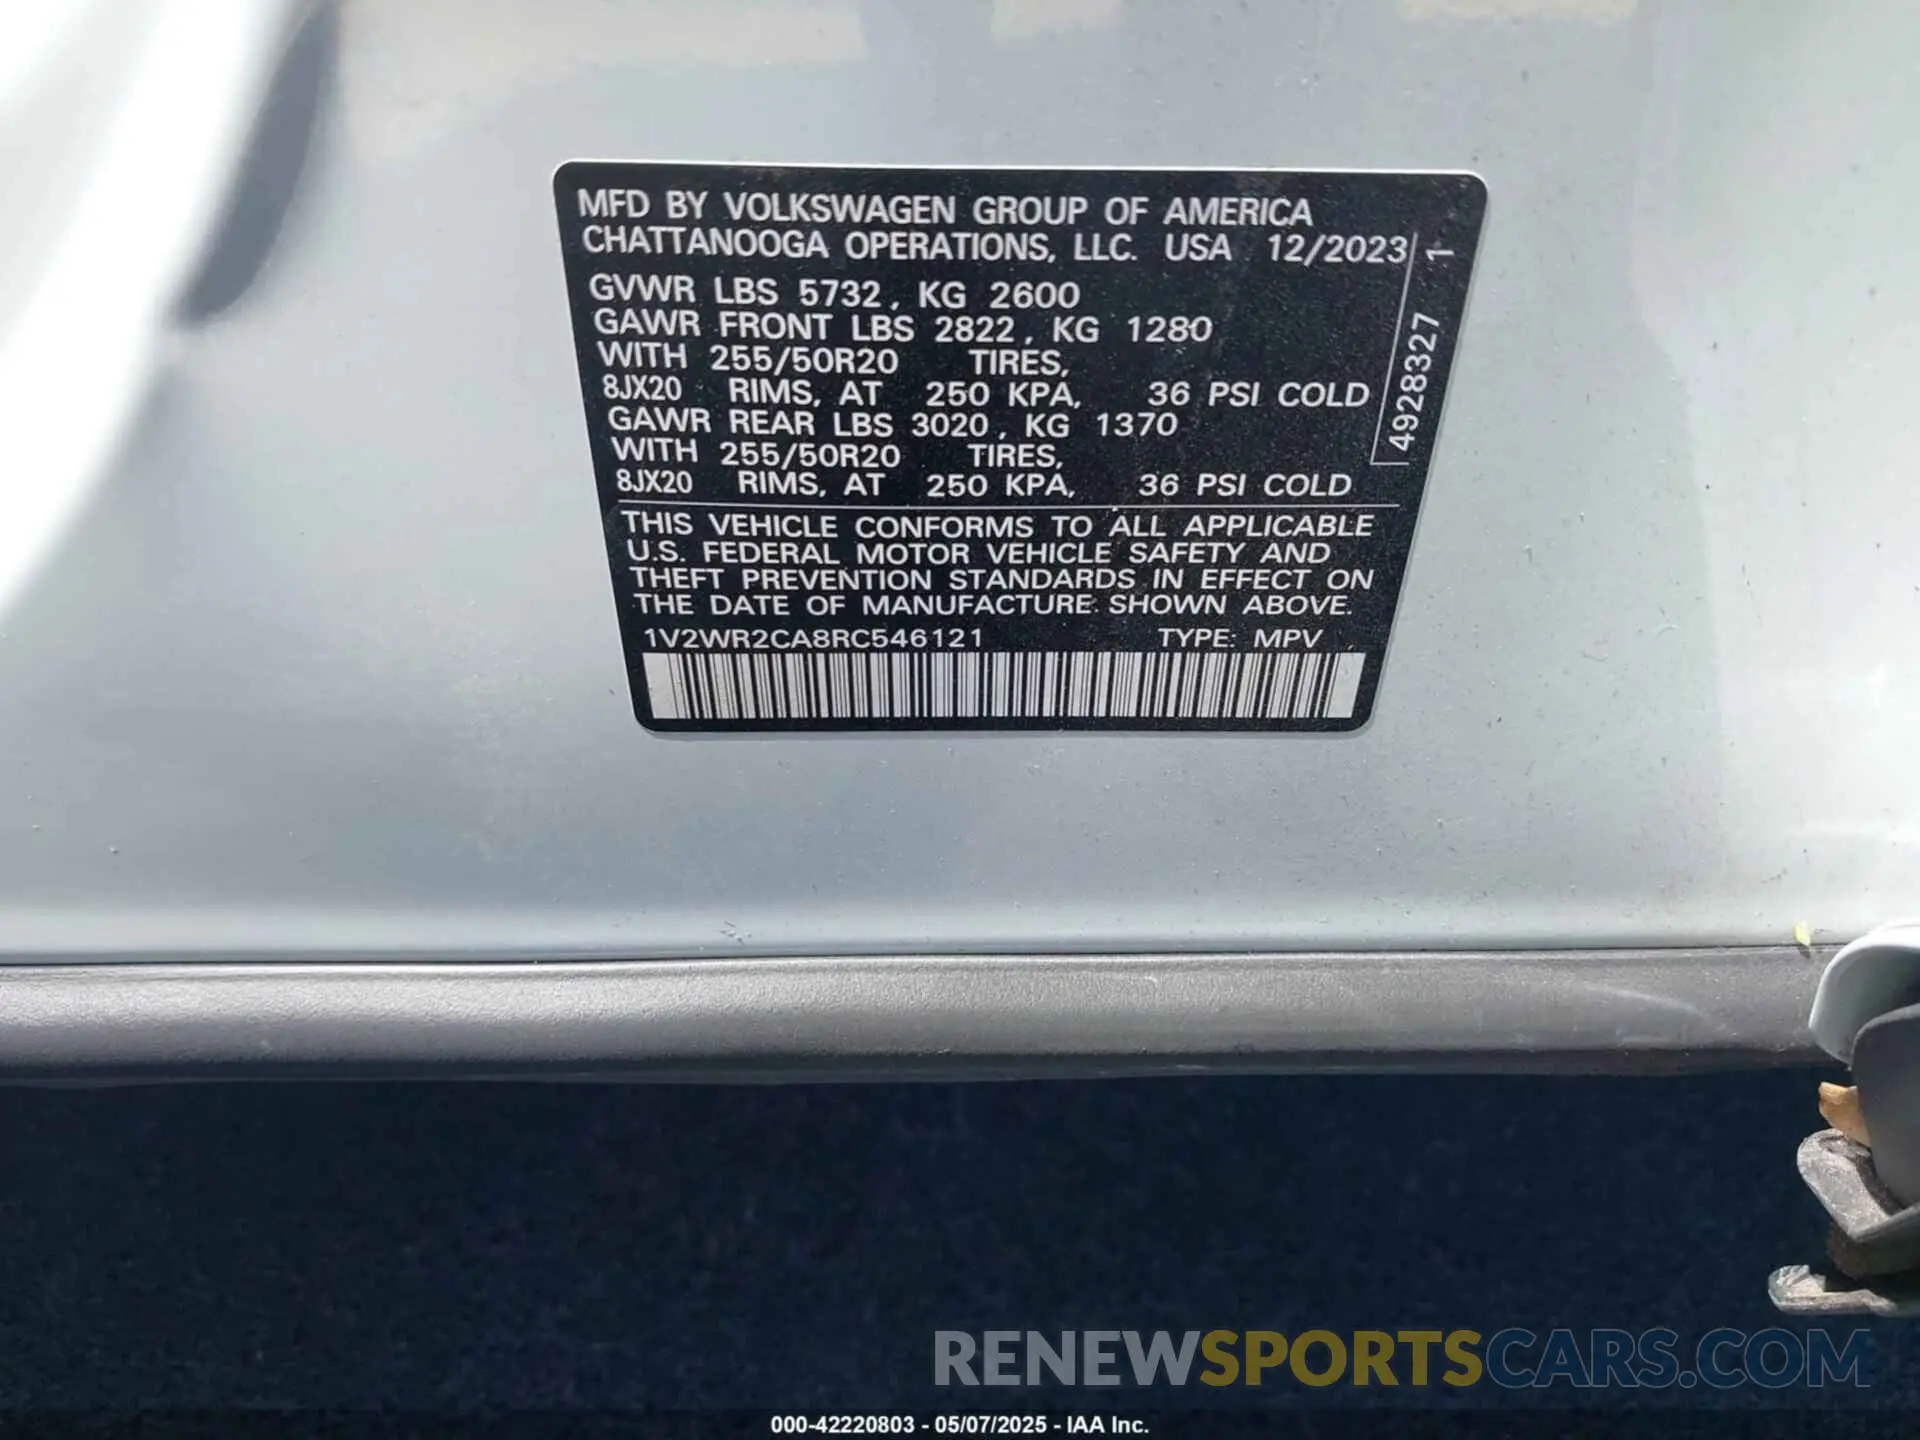 MFD BY VOLKSWAGEN GROUP OF AMERICA
CHATTANOOGA OPERATIONS, LLC. USA 12/2023
GVWR LBS 5732, KG 2600
GAWR FRONT LBS 2822, KG 1280
WITH 255/50R20 TIRES,
8JX20 RIMS, AT 250 KPA, 36 PSI COLD
GAWR REAR LBS 3020, KG 1370
WITH 255/50R20 TIRES,
8JX20 RIMS, AT 250 KPA, 36 PSI COLD
4928327 1
THIS VEHICLE CONFORMS TO ALL APPLICABLE
U.S. FEDERAL MOTOR VEHICLE SAFETY AND
THEFT PREVENTION STANDARDS IN EFFECT ON
THE DATE OF MANUFACTURE SHOWN ABOVE.
1V2WR2CA8RC546121 TYPE: MPV
RENEWSPORTSCARS.COM
000-42220803 - 05/07/2025 - IAA Inc.